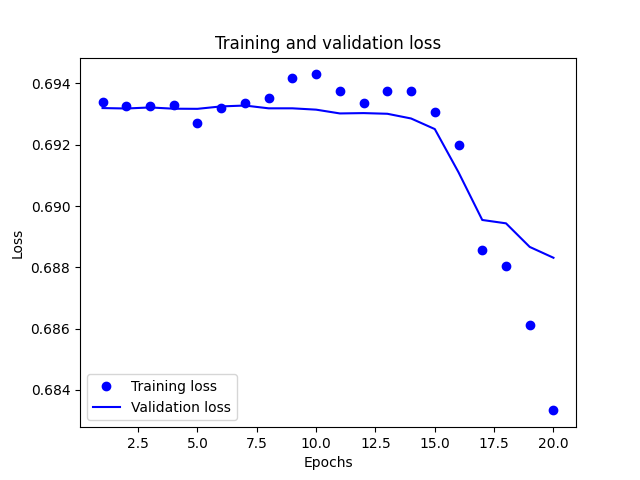 Training and validation loss
0.694
0.692
0.690
0.688
0.686
0.684
Loss
Training loss
Validation loss
2.5 5.0 7.5 10.0 12.5 15.0 17.5 20.0
Epochs